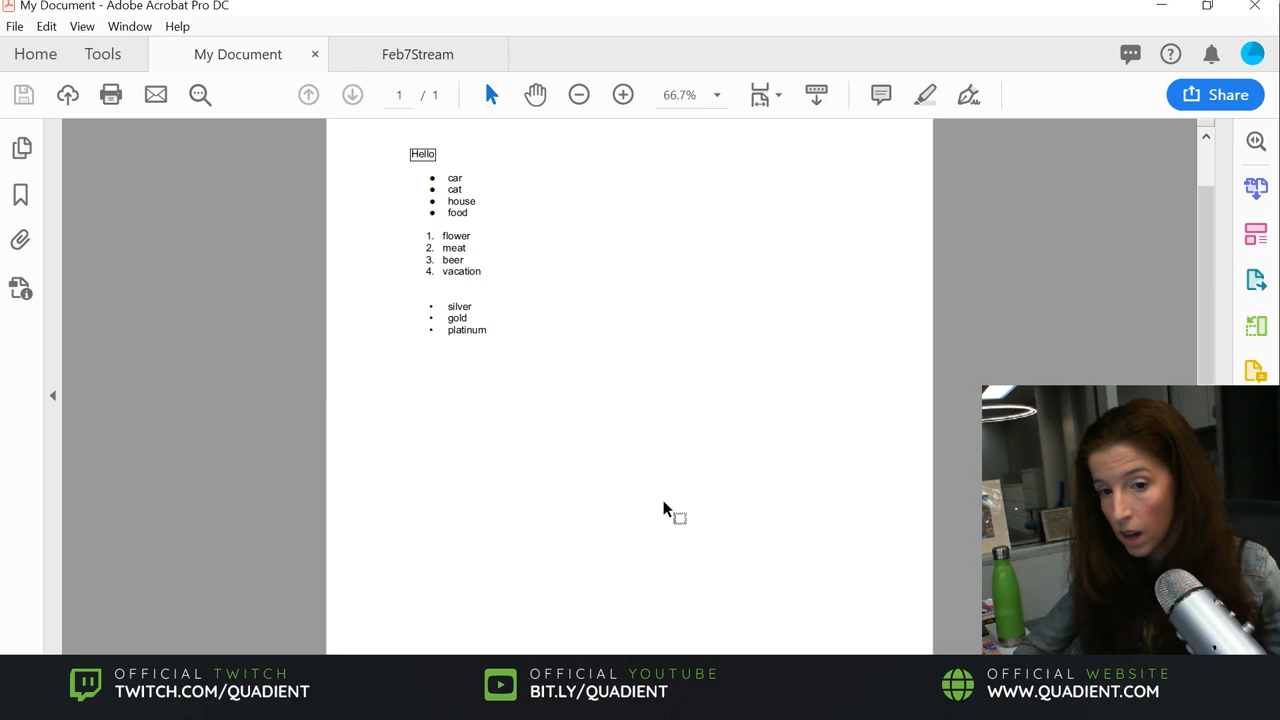 My Document - Adobe Acrobat Pro DC
File Edit View Window Help
Home Tools My Document × Feb7Stream
1 / 1 66.7% Share
Hello
● car
● cat
● house
● food
1. flower
2. meat
3. beer
4. vacation
• silver
• gold
• platinum
OFFICIAL TWITCH
TWITCH.COM/QUADIENT
OFFICIAL YOUTUBE
BIT.LY/QUADIENT
OFFICIAL WEBSITE
WWW.QUADIENT.COM